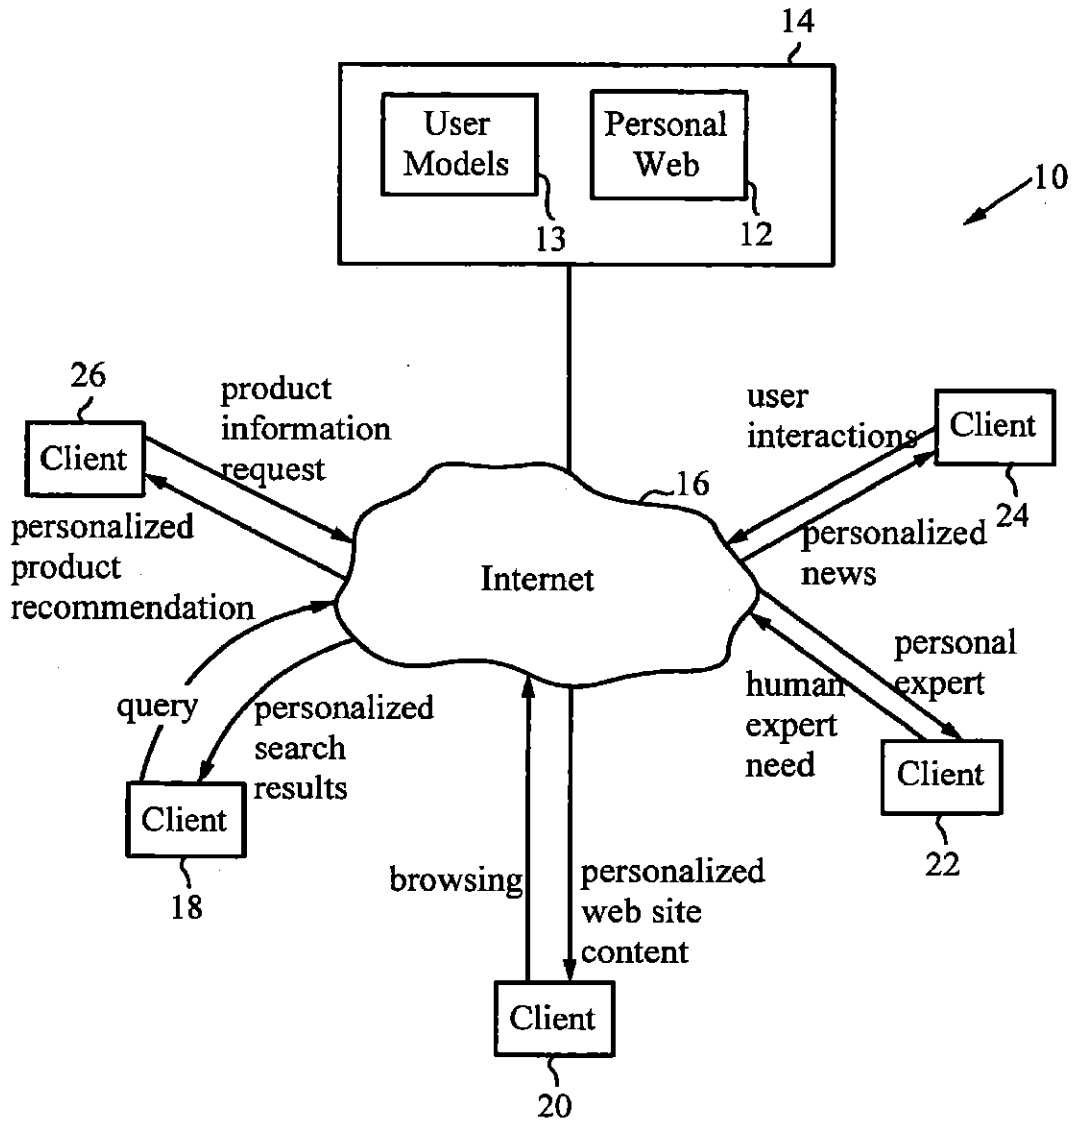 14
User
Models
Personal
Web
13
12
10
26
Client
product
information
request
personalized
product
recommendation
user
interactions
Client
24
personalized
news
16
Internet
query
personalized
search
results
Client
18
human
expert
need
personal
expert
Client
22
browsing
personalized
web site
content
Client
20